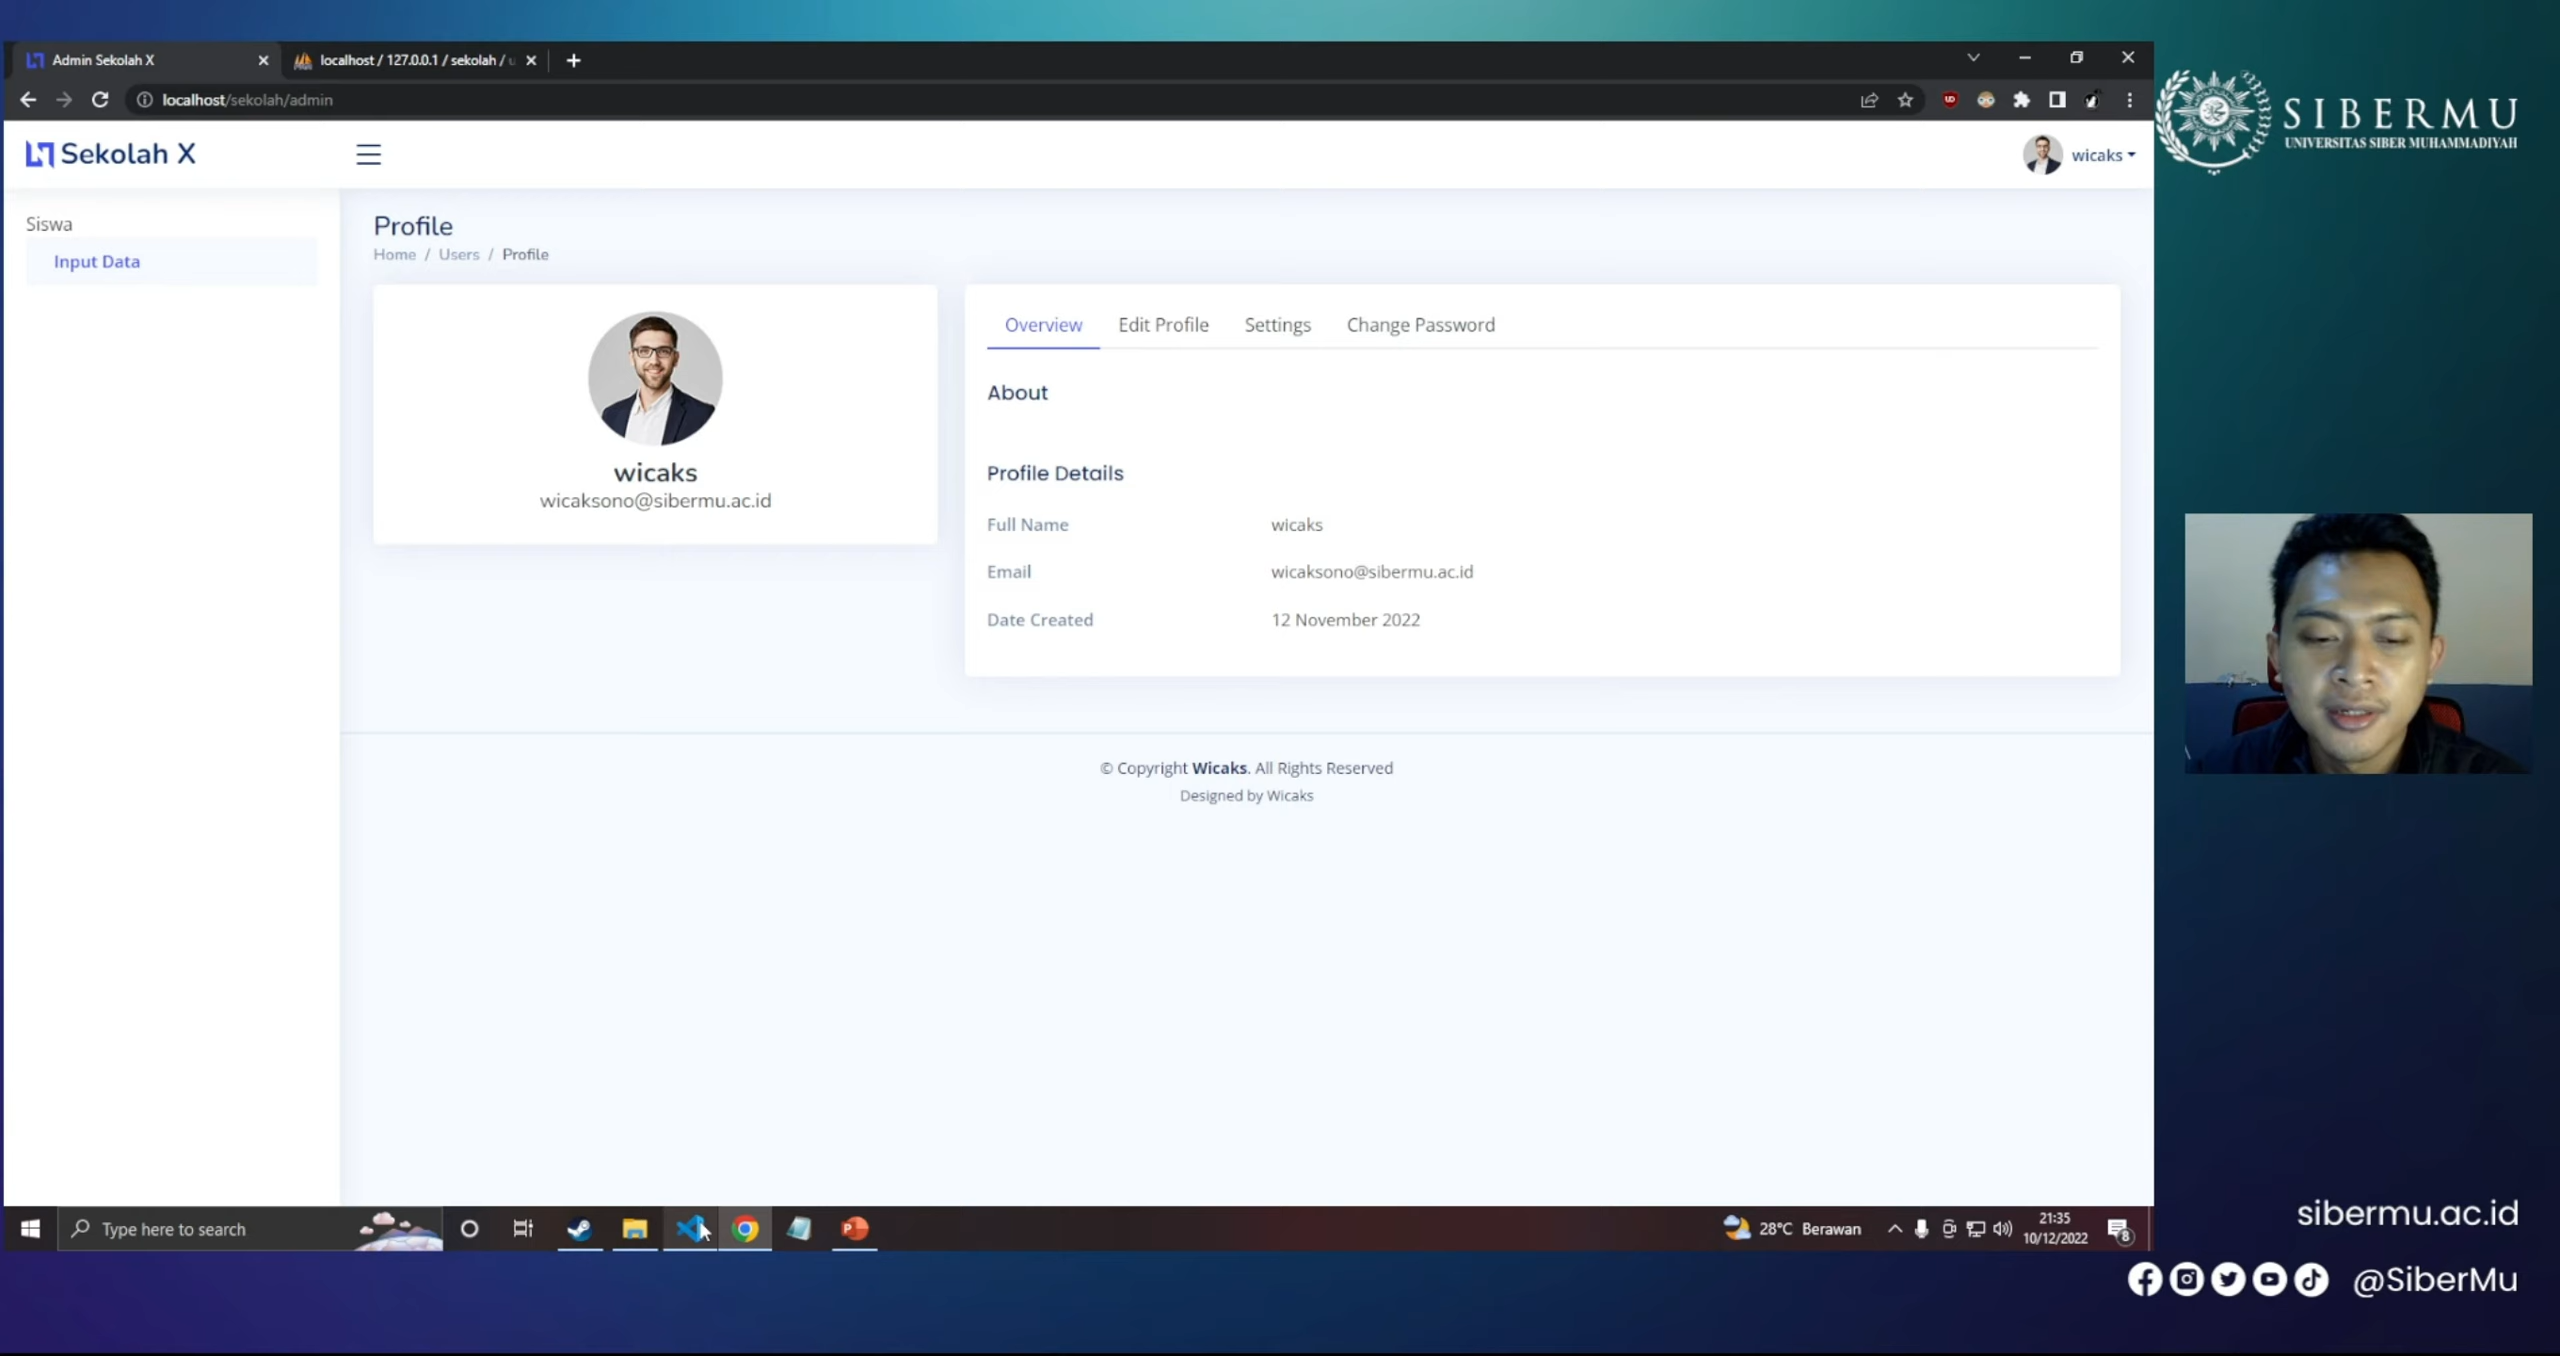 Admin Sekolah X
localhost / 127.0.0.1 / sekolah / u
localhost/sekolah/admin
Sekolah X
wicaks
SIBERMU
UNIVERSITAS SIBER MUHAMMADIYAH
Siswa
Input Data
Profile
Home / Users / Profile
wicaks
wicaksono@sibermu.ac.id
Overview
Edit Profile
Settings
Change Password
About
Profile Details
Full Name
wicaks
Email
wicaksono@sibermu.ac.id
Date Created
12 November 2022
© Copyright Wicaks. All Rights Reserved
Designed by Wicaks
Type here to search
28°C Berawan
21:35
10/12/2022
8
sibermu.ac.id
@SiberMu